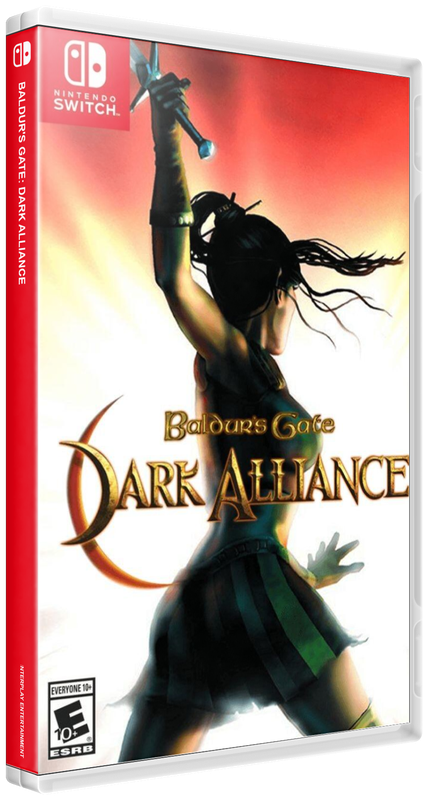 NINTENDO
SWITCH
BALDUR'S GATE: DARK ALLIANCE
Baldur's Gate
DARK ALLIANCE
EVERYONE 10+
E
10+
ESRB
INTERPLAY ENTERTAINMENT